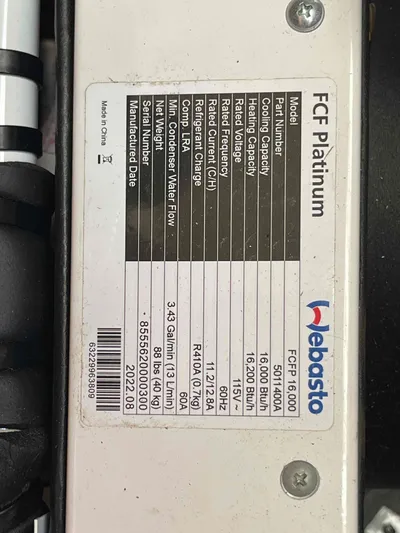 FCF Platinum Webasto
Model FCFP 16,000
Part Number 5011400A
Cooling Capacity 16,000 Btu/h
Heating Capacity 16,200 Btu/h
Rated Voltage 115V ~
Rated Frequency 60Hz
Rated Current (C/H) 11.2/12.8A
Refrigerant Charge R410A (0.7kg)
Comp. LRA 60A
Min. Condenser Water Flow 3.43 Gal/min (13 L/min)
Net Weight 88 lbs (40 kg)
Serial Number 8555620000300
Manufactured Date 2022.08
Made in China
63229963809